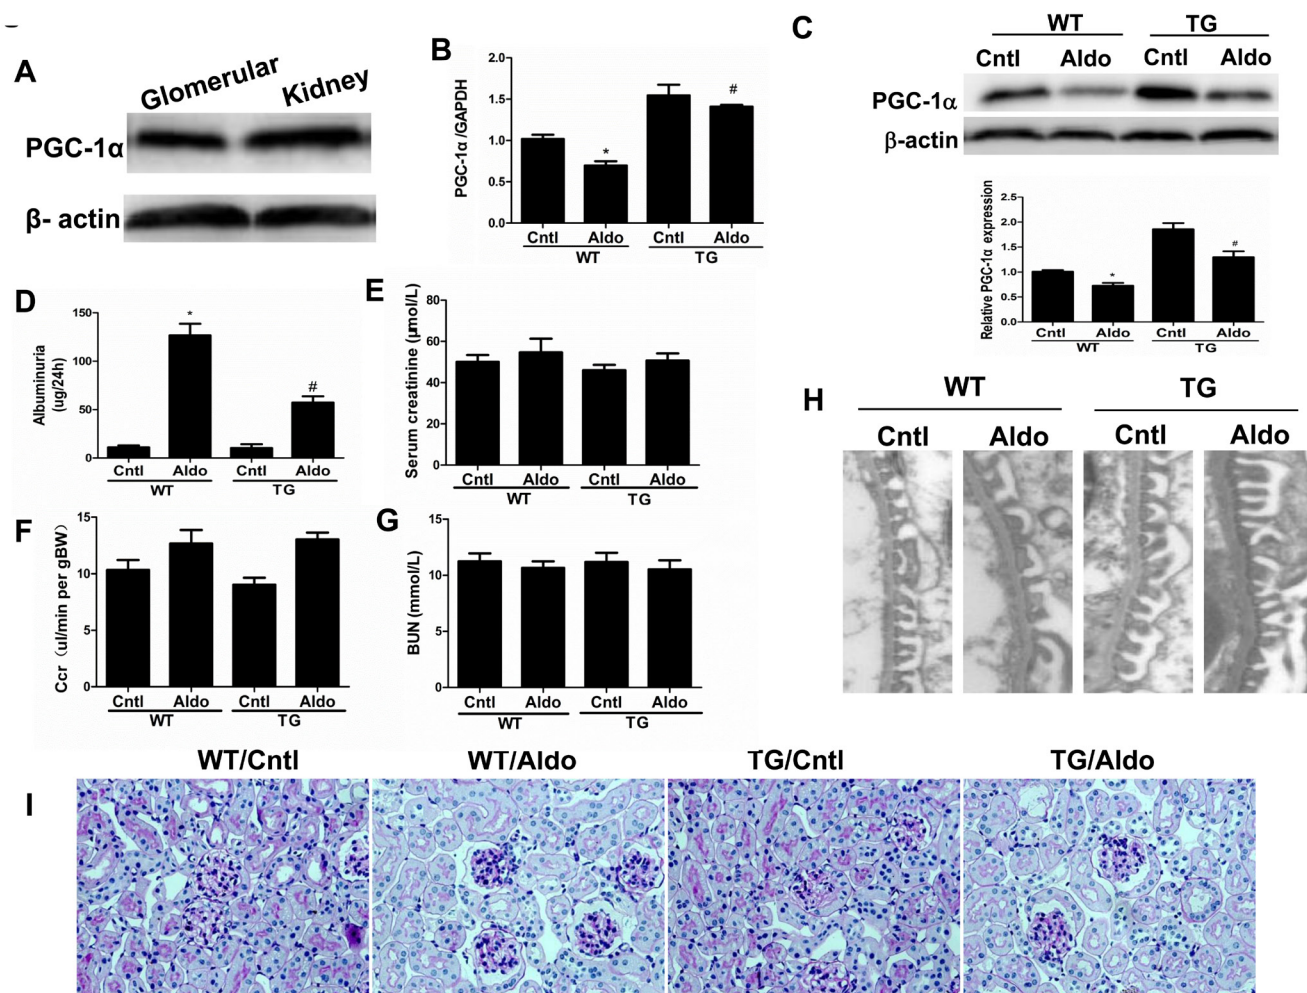 A
Glomerular
Kidney
PGC-1α
β- actin
B
PGC-1α/GAPDH
2.0
1.5
1.0
0.5
0.0
*
#
Cntl Aldo Cntl Aldo
WT TG
C
WT TG
Cntl Aldo Cntl Aldo
PGC-1α
β-actin
Relative PGC-1α expression
2.5
2.0
1.5
1.0
0.5
0.0
*
#
Cntl Aldo Cntl Aldo
WT TG
D
Albuminuria
(ug/24h)
150
100
50
0
*
#
Cntl Aldo Cntl Aldo
WT TG
E
Serum creatinine (μmol/L)
80
60
40
20
0
Cntl Aldo Cntl Aldo
WT TG
F
Ccr（ul/min per gBW）
15
10
5
0
Cntl Aldo Cntl Aldo
WT TG
G
BUN (mmol/L)
15
10
5
0
Cntl Aldo Cntl Aldo
WT TG
H
WT TG
Cntl Aldo Cntl Aldo
I
WT/Cntl WT/Aldo TG/Cntl TG/Aldo